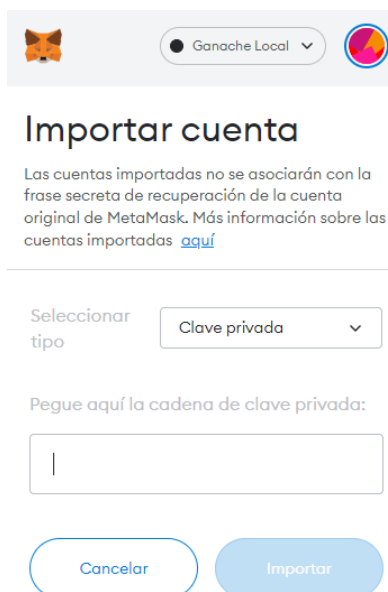 Ganache Local
Importar cuenta
Las cuentas importadas no se asociarán con la
frase secreta de recuperación de la cuenta
original de MetaMask. Más información sobre las
cuentas importadas aquí
Seleccionar
tipo
Clave privada
Pegue aquí la cadena de clave privada:
Cancelar
Importar